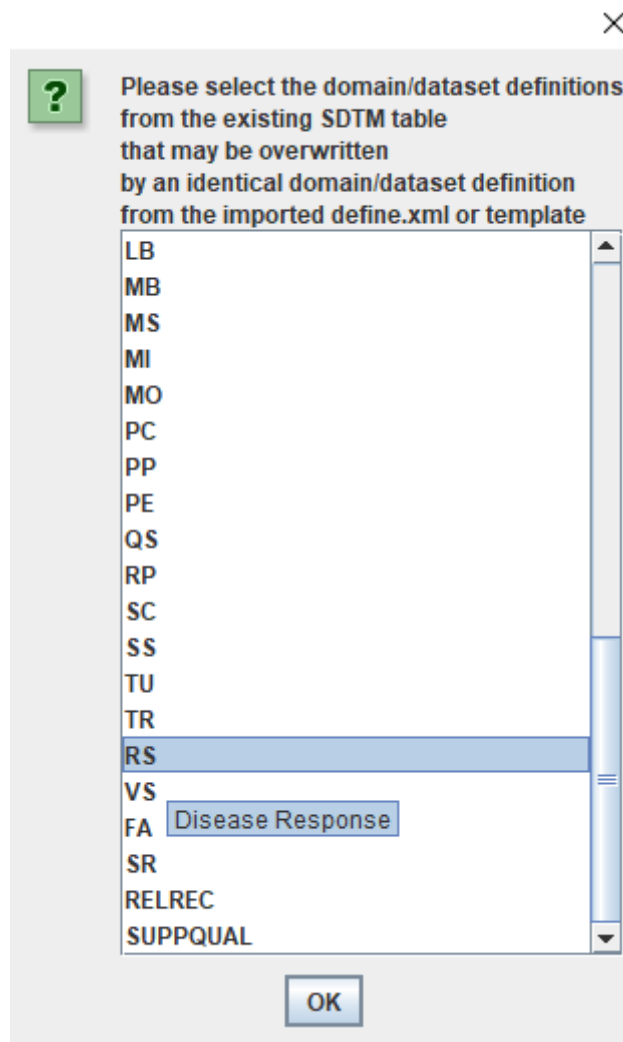 ?
Please select the domain/dataset definitions
from the existing SDTM table
that may be overwritten
by an identical domain/dataset definition
from the imported define.xml or template
LB
MB
MS
MI
MO
PC
PP
PE
QS
RP
SC
SS
TU
TR
RS
VS
Disease Response
FA
SR
RELREC
SUPPQUAL
OK